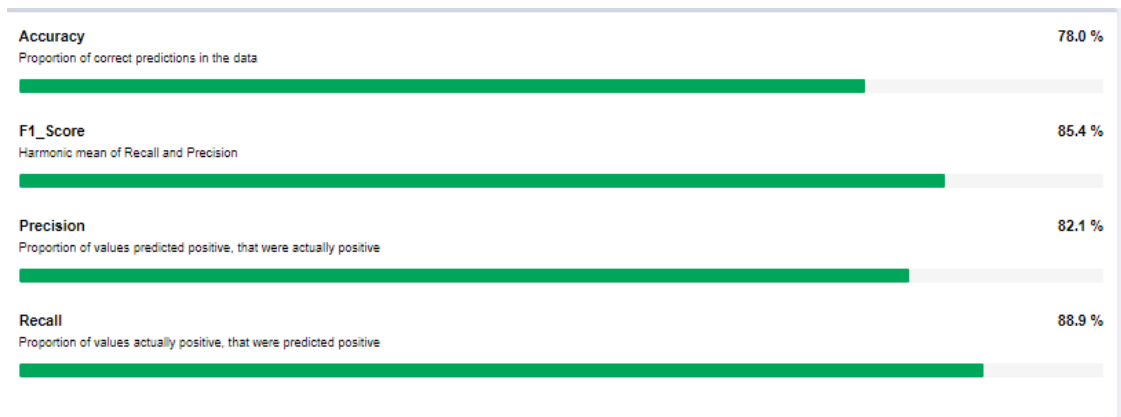 Accuracy 78.0 %
Proportion of correct predictions in the data
F1_Score 85.4 %
Harmonic mean of Recall and Precision
Precision 82.1 %
Proportion of values predicted positive, that were actually positive
Recall 88.9 %
Proportion of values actually positive, that were predicted positive